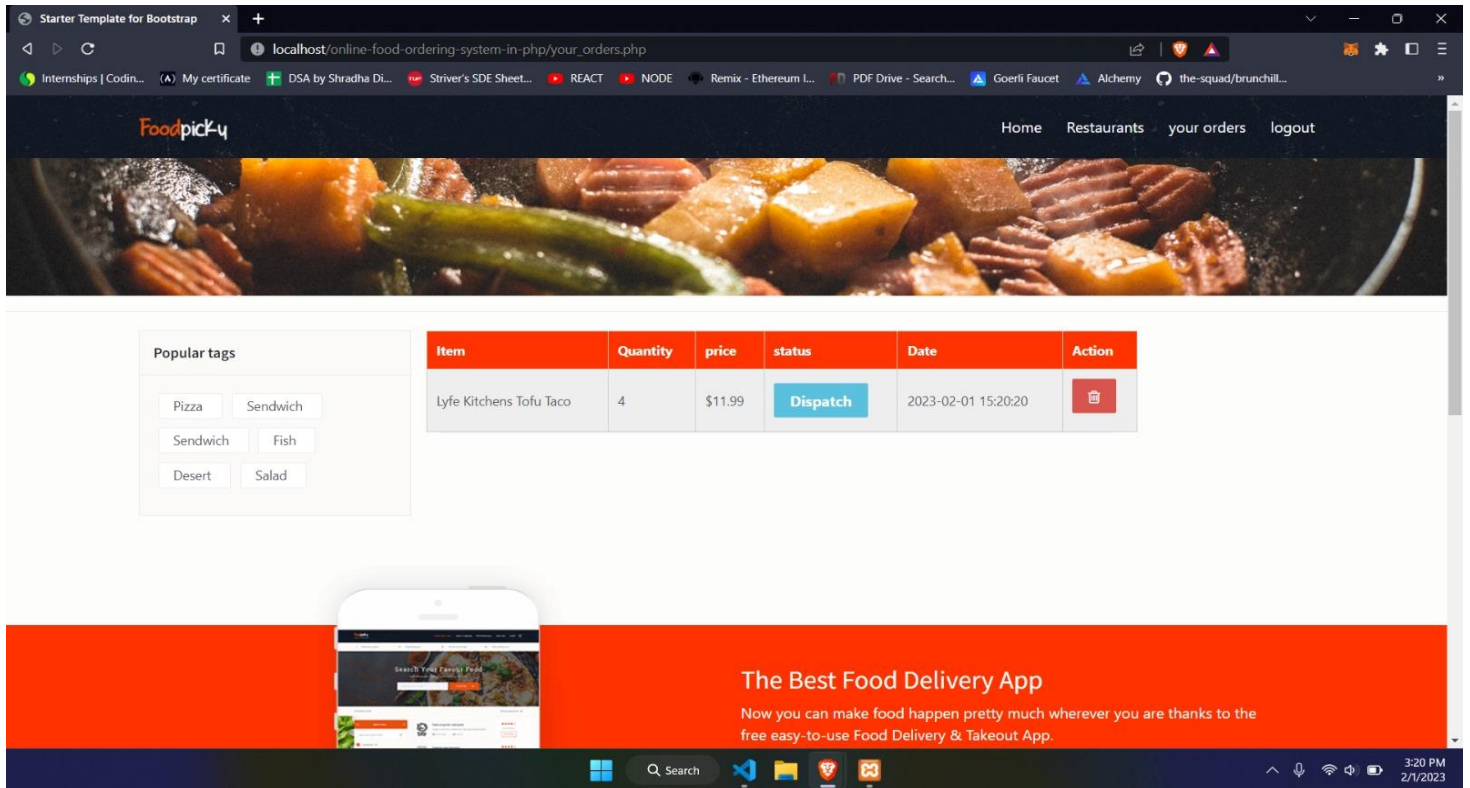 Starter Template for Bootstrap
localhost/online-food-ordering-system-in-php/your_orders.php
Internships | Codin... My certificate DSA by Shradha Di... Striver's SDE Sheet... REACT NODE Remix - Ethereum I... PDF Drive - Search... Goerli Faucet Alchemy the-squad/brunchill... »
Foodpicky Home Restaurants your orders logout
Popular tags
Pizza Sendwich
Sendwich Fish
Desert Salad
Item Quantity price status Date Action
Lyfe Kitchens Tofu Taco 4 $11.99 Dispatch 2023-02-01 15:20:20
Search Your Favour Food
The Best Food Delivery App
Now you can make food happen pretty much wherever you are thanks to the
free easy-to-use Food Delivery & Takeout App.
Search
3:20 PM
2/1/2023